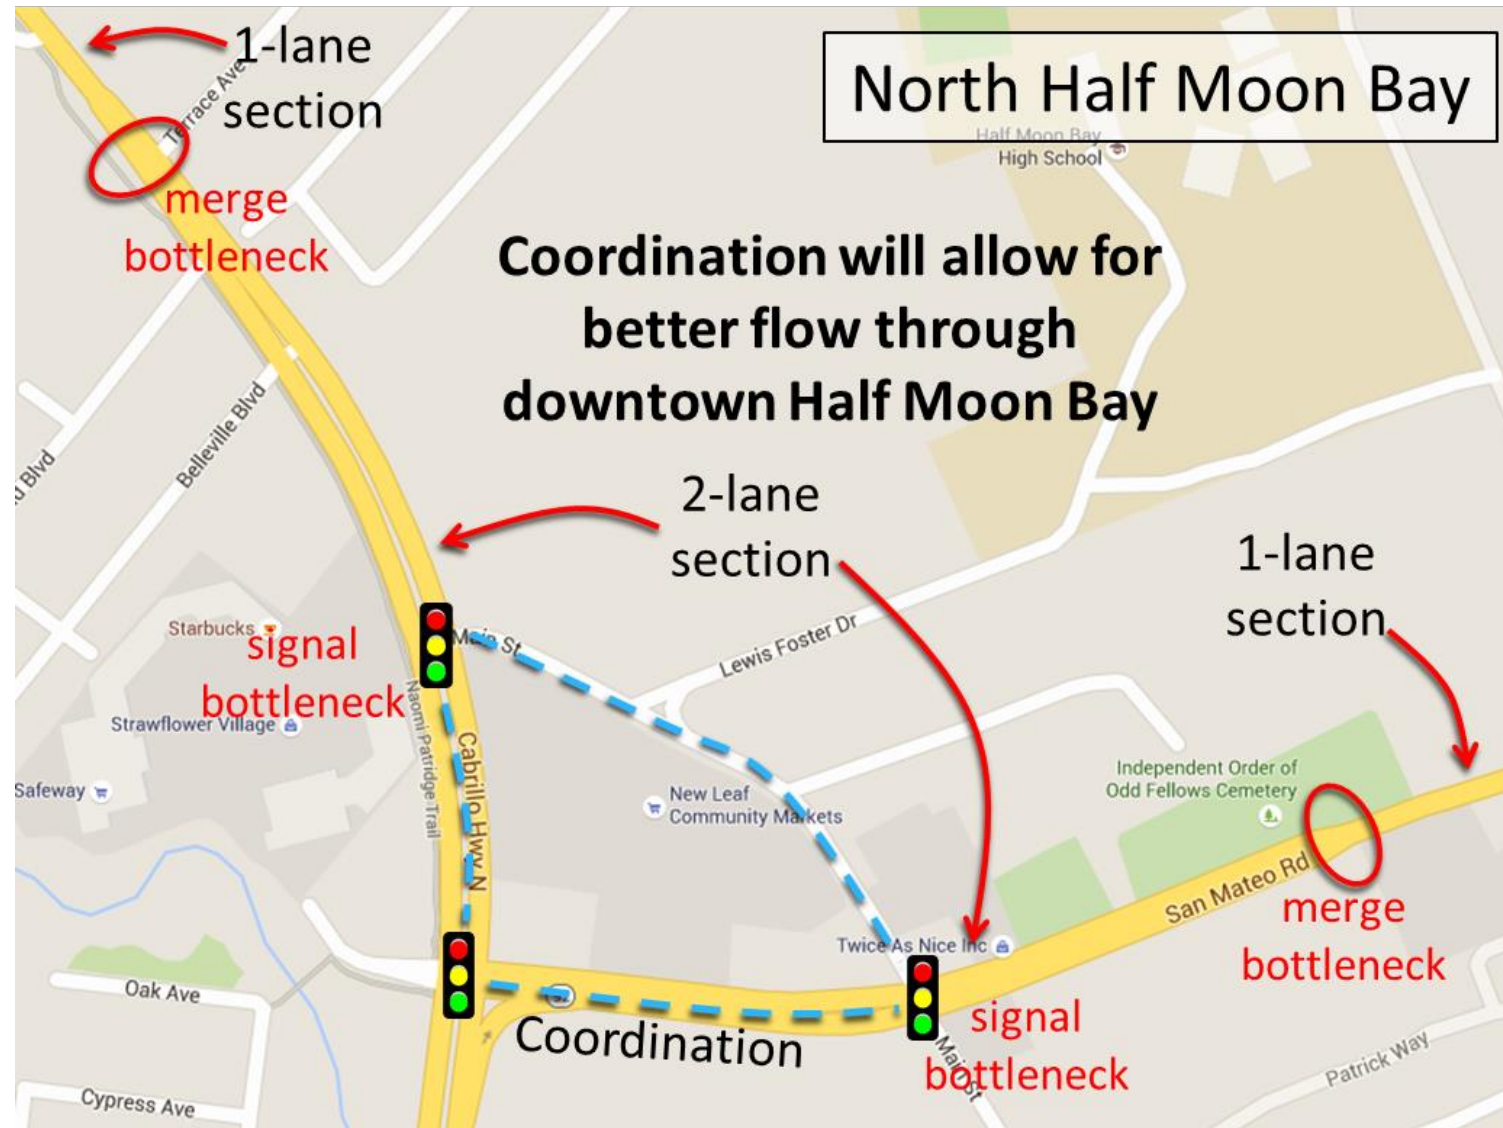 1-lane
section
North Half Moon Bay
Terrace Ave
Half Moon Bay
High School
merge
bottleneck
Coordination will allow for
better flow through
downtown Half Moon Bay
Belleville Blvd
Blvd
2-lane
section
1-lane
section
Starbucks
signal
bottleneck
Main St
Lewis Foster Dr
Strawflower Village
Naomi Patridge Trail
Cabrillo Hwy N
Safeway
New Leaf
Community Markets
Independent Order of
Odd Fellows Cemetery
San Mateo Rd
merge
bottleneck
Twice As Nice Inc
Oak Ave
92
Coordination
signal
bottleneck
Main St
Patrick Way
Cypress Ave